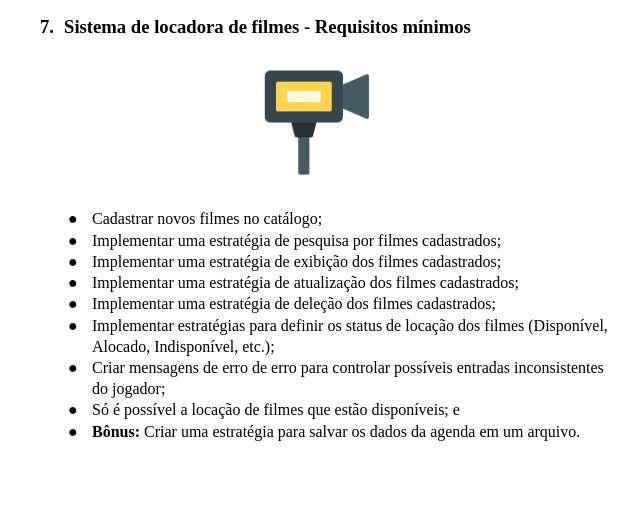 7. Sistema de locadora de filmes - Requisitos mínimos
● Cadastrar novos filmes no catálogo;
● Implementar uma estratégia de pesquisa por filmes cadastrados;
● Implementar uma estratégia de exibição dos filmes cadastrados;
● Implementar uma estratégia de atualização dos filmes cadastrados;
● Implementar uma estratégia de deleção dos filmes cadastrados;
● Implementar estratégias para definir os status de locação dos filmes (Disponível,
Alocado, Indisponível, etc.);
● Criar mensagens de erro de erro para controlar possíveis entradas inconsistentes
do jogador;
● Só é possível a locação de filmes que estão disponíveis; e
● Bônus: Criar uma estratégia para salvar os dados da agenda em um arquivo.